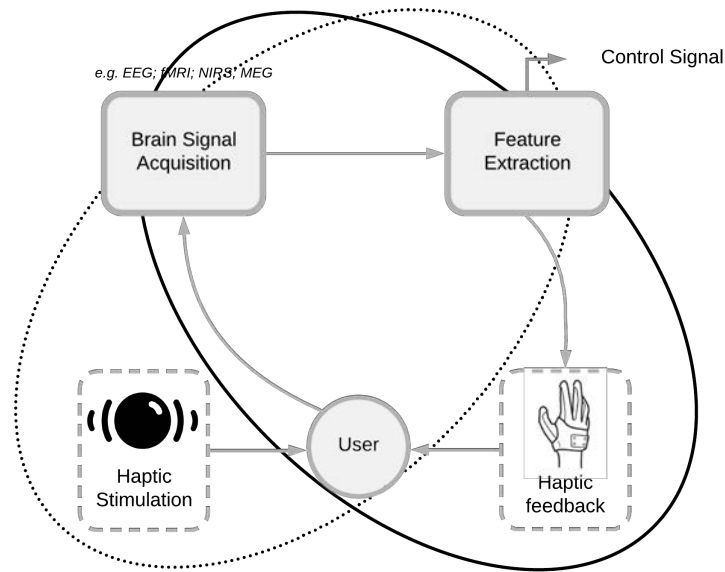 Control Signal
e.g. EEG; fMRI; NIRS; MEG
Brain Signal
Acquisition
Feature
Extraction
User
Haptic
Stimulation
Haptic
feedback